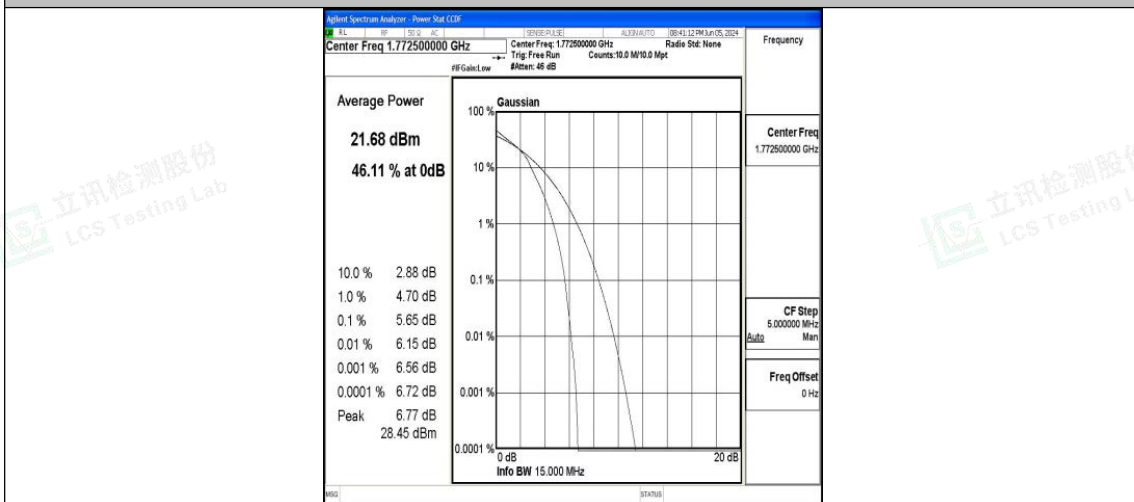 Agilent Spectrum Analyzer - Power Stat CCDF
RL RF 50 Ω AC SENSE:PULSE ALIGN AUTO 08:41:12 PM Jun 05, 2024
Center Freq 1.772500000 GHz
Center Freq: 1.772500000 GHz
Radio Std: None
Trig: Free Run
Counts:10.0 M/10.0 Mpt
#IFGain:Low
#Atten: 46 dB
Frequency
Average Power
21.68 dBm
46.11 % at 0dB
10.0 % 2.88 dB
1.0 % 4.70 dB
0.1 % 5.65 dB
0.01 % 6.15 dB
0.001 % 6.56 dB
0.0001 % 6.72 dB
Peak 6.77 dB
28.45 dBm
Gaussian
100 %
10 %
1 %
0.1 %
0.01 %
0.001 %
0.0001 %
0 dB
20 dB
Info BW 15.000 MHz
Center Freq
1.772500000 GHz
CF Step
5.000000 MHz
Auto Man
Freq Offset
0 Hz
MSG
STATUS
立讯检测股份
LCS Testing Lab
立讯检测股份
LCS Testing L